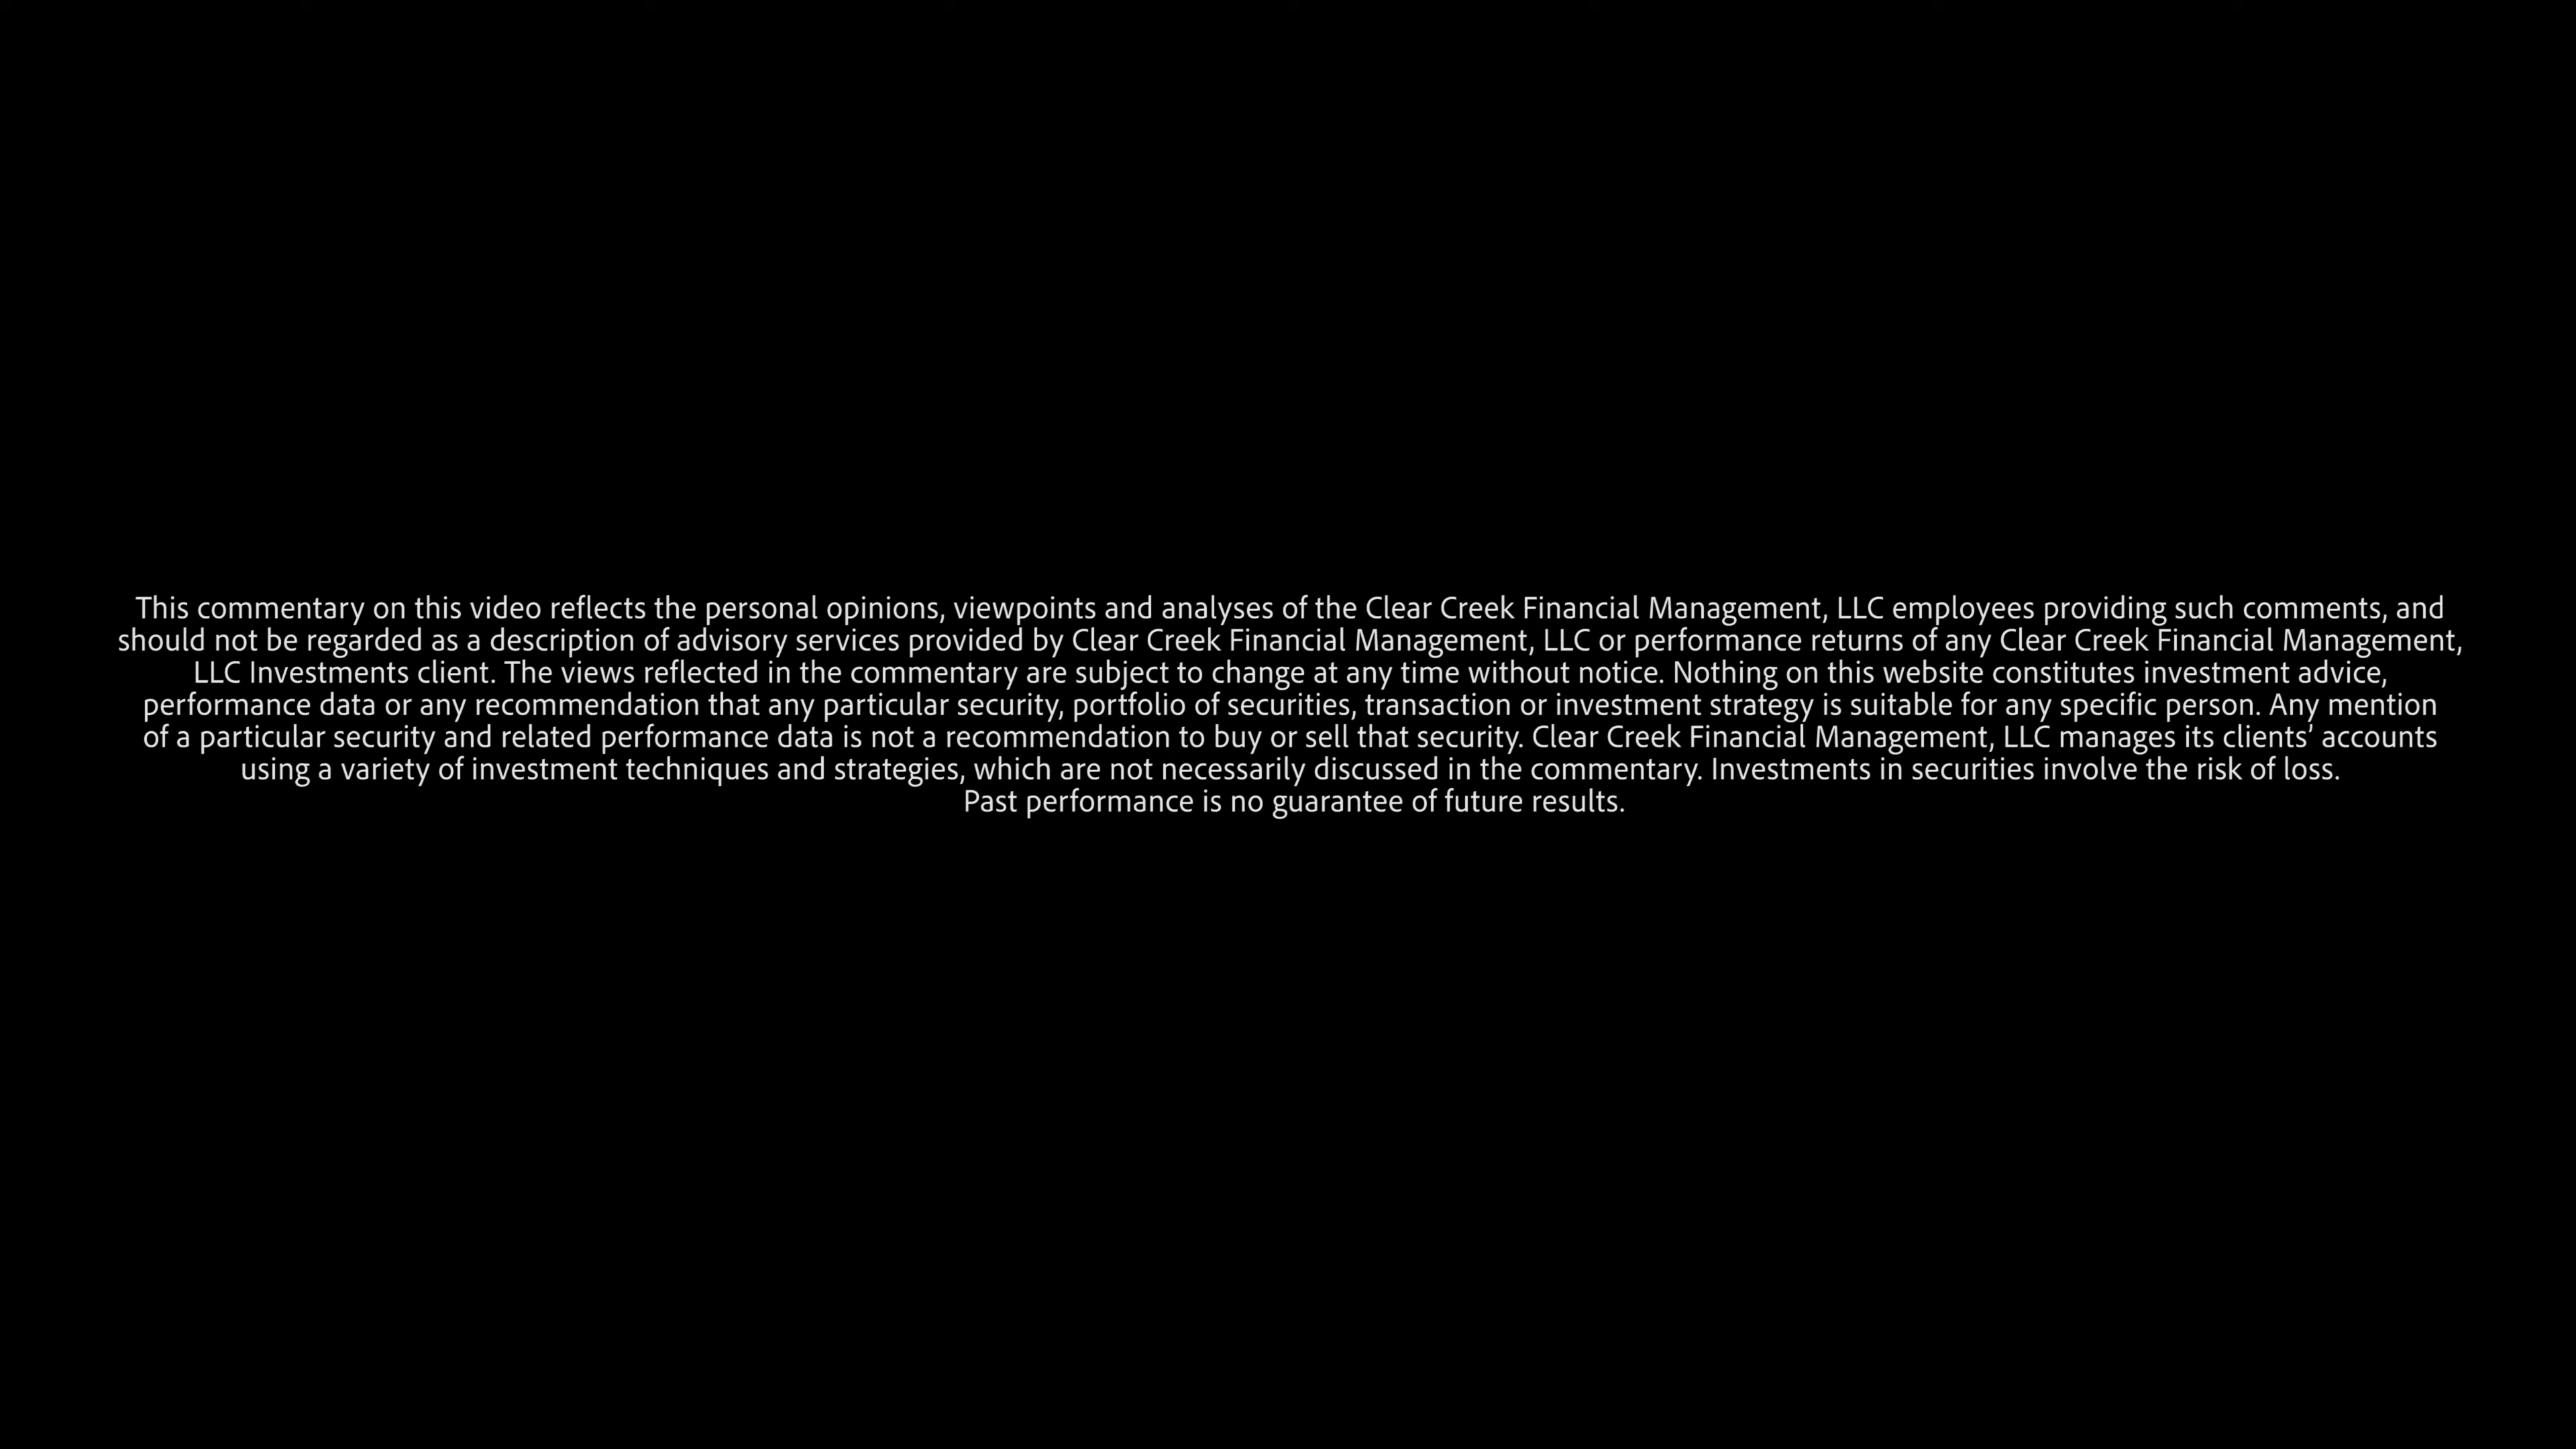 This commentary on this video reflects the personal opinions, viewpoints and analyses of the Clear Creek Financial Management, LLC employees providing such comments, and
should not be regarded as a description of advisory services provided by Clear Creek Financial Management, LLC or performance returns of any Clear Creek Financial Management,
LLC Investments client. The views reflected in the commentary are subject to change at any time without notice. Nothing on this website constitutes investment advice,
performance data or any recommendation that any particular security, portfolio of securities, transaction or investment strategy is suitable for any specific person. Any mention
of a particular security and related performance data is not a recommendation to buy or sell that security. Clear Creek Financial Management, LLC manages its clients’ accounts
using a variety of investment techniques and strategies, which are not necessarily discussed in the commentary. Investments in securities involve the risk of loss.
Past performance is no guarantee of future results.